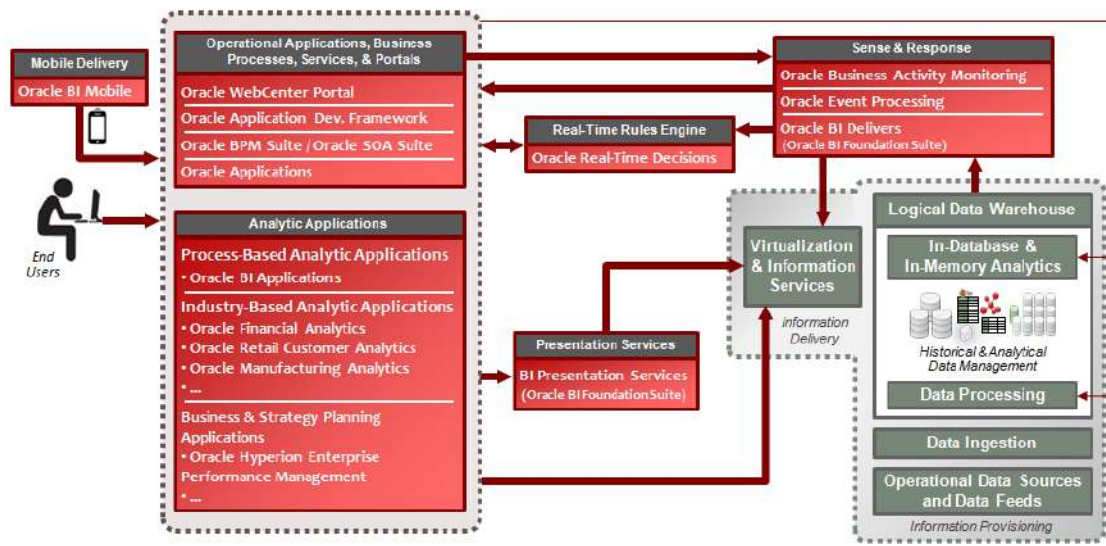 Mobile Delivery
Oracle BI Mobile
End
Users
Operational Applications, Business
Processes, Services, & Portals
Oracle WebCenter Portal
Oracle Application Dev. Framework
Oracle BPM Suite / Oracle SOA Suite
Oracle Applications
Analytic Applications
Process-Based Analytic Applications
• Oracle BI Applications
Industry-Based Analytic Applications
• Oracle Financial Analytics
• Oracle Retail Customer Analytics
• Oracle Manufacturing Analytics
• ...
Business & Strategy Planning
Applications
• Oracle Hyperion Enterprise
Performance Management
• ...
Real-Time Rules Engine
Oracle Real-Time Decisions
Presentation Services
BI Presentation Services
(Oracle BI Foundation Suite)
Sense & Response
Oracle Business Activity Monitoring
Oracle Event Processing
Oracle BI Delivers
(Oracle BI Foundation Suite)
Virtualization
& Information
Services
Information
Delivery
Logical Data Warehouse
In-Database &
In-Memory Analytics
Historical & Analytical
Data Management
Data Processing
Data Ingestion
Operational Data Sources
and Data Feeds
Information Provisioning